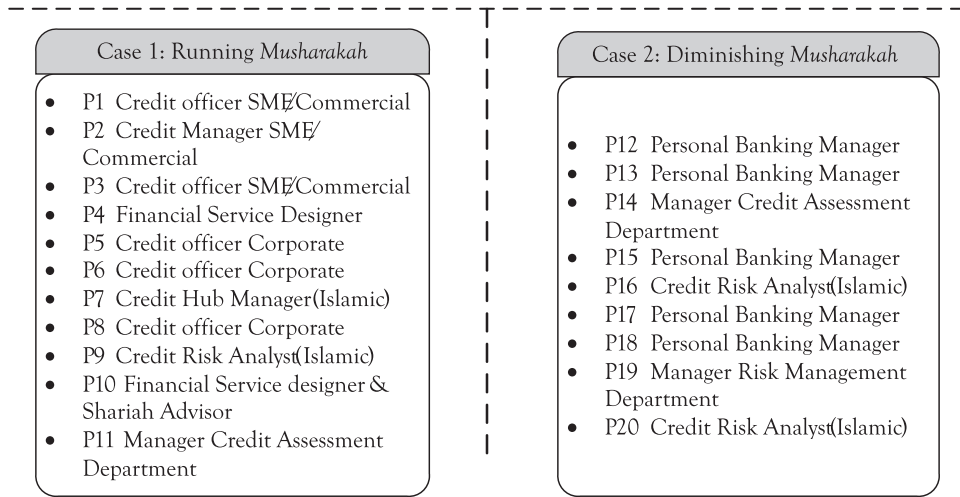 Case 1: Running Musharakah
• P1 Credit officer SME/Commercial
• P2 Credit Manager SME/
Commercial
• P3 Credit officer SME/Commercial
• P4 Financial Service Designer
• P5 Credit officer Corporate
• P6 Credit officer Corporate
• P7 Credit Hub Manager(Islamic)
• P8 Credit officer Corporate
• P9 Credit Risk Analyst(Islamic)
• P10 Financial Service designer &
Shariah Advisor
• P11 Manager Credit Assessment
Department
Case 2: Diminishing Musharakah
• P12 Personal Banking Manager
• P13 Personal Banking Manager
• P14 Manager Credit Assessment
Department
• P15 Personal Banking Manager
• P16 Credit Risk Analyst(Islamic)
• P17 Personal Banking Manager
• P18 Personal Banking Manager
• P19 Manager Risk Management
Department
• P20 Credit Risk Analyst(Islamic)